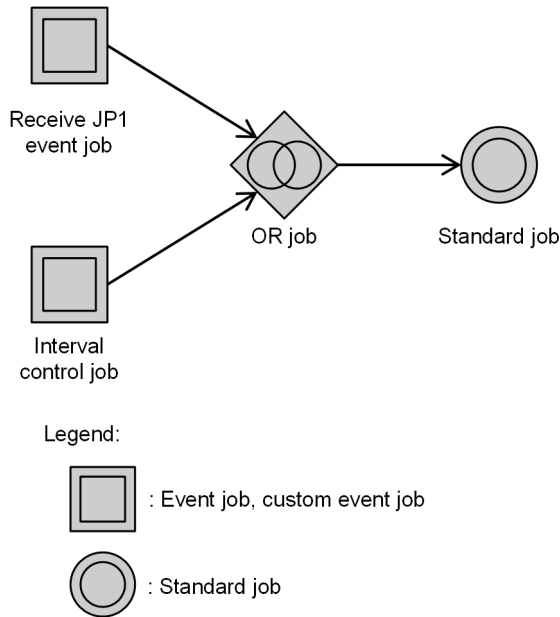 Receive JP1
event job
OR job
Standard job
Interval
control job
Legend:
: Event job, custom event job
: Standard job